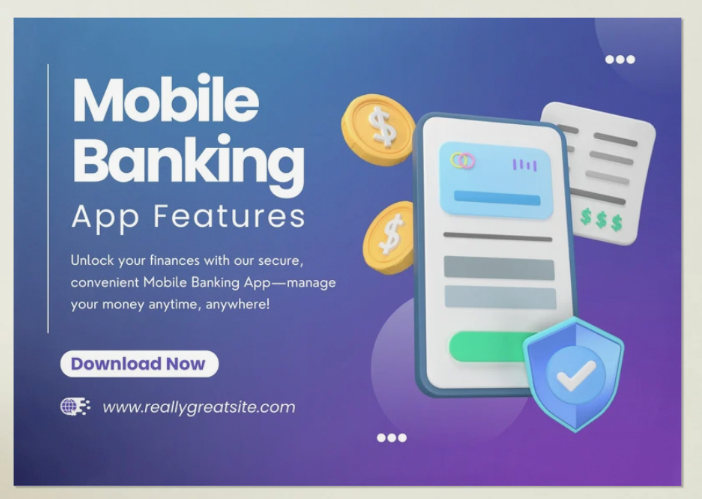 Mobile
Banking
App Features
Unlock your finances with our secure,
convenient Mobile Banking App—manage
your money anytime, anywhere!
Download Now
www.reallygreatsite.com
$
$
$$$